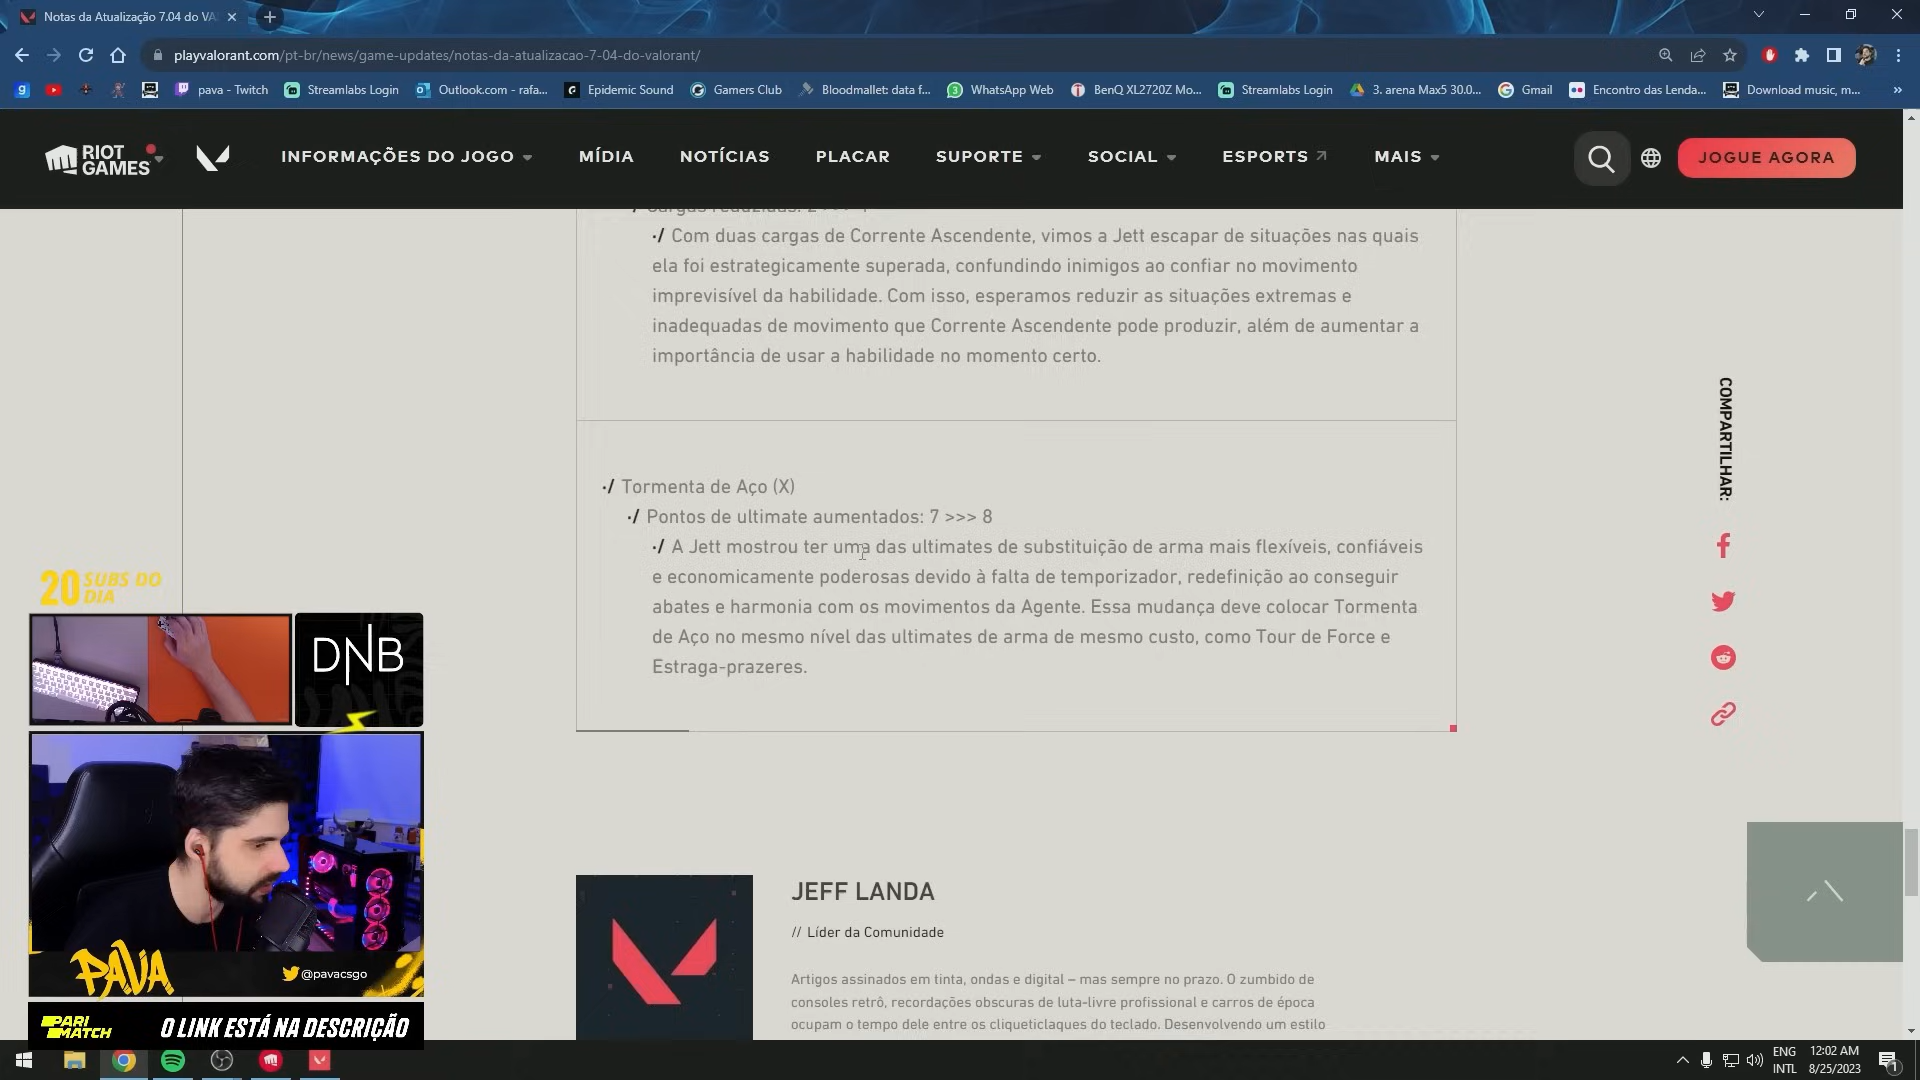 Notas da Atualização 7.04 do VA
playvalorant.com/pt-br/news/game-updates/notas-da-atualizacao-7-04-do-valorant/
pava - Twitch
Streamlabs Login
Outlook.com - rafa...
Epidemic Sound
Gamers Club
Bloodmallet: data f...
WhatsApp Web
BenQ XL2720Z Mo...
Streamlabs Login
3. arena Max5 30.0...
Gmail
Encontro das Lenda...
Download music, m...
RIOT
GAMES
INFORMAÇÕES DO JOGO
MÍDIA
NOTÍCIAS
PLACAR
SUPORTE
SOCIAL
ESPORTS
MAIS
JOGUE AGORA
·/ Com duas cargas de Corrente Ascendente, vimos a Jett escapar de situações nas quais
ela foi estrategicamente superada, confundindo inimigos ao confiar no movimento
imprevisível da habilidade. Com isso, esperamos reduzir as situações extremas e
inadequadas de movimento que Corrente Ascendente pode produzir, além de aumentar a
importância de usar a habilidade no momento certo.
·/ Tormenta de Aço (X)
·/ Pontos de ultimate aumentados: 7 >>> 8
·/ A Jett mostrou ter uma das ultimates de substituição de arma mais flexíveis, confiáveis
e economicamente poderosas devido à falta de temporizador, redefinição ao conseguir
abates e harmonia com os movimentos da Agente. Essa mudança deve colocar Tormenta
de Aço no mesmo nível das ultimates de arma de mesmo custo, como Tour de Force e
Estraga-prazeres.
COMPARTILHAR:
JEFF LANDA
// Líder da Comunidade
Artigos assinados em tinta, ondas e digital – mas sempre no prazo. O zumbido de
consoles retrô, recordações obscuras de luta-livre profissional e carros de época
ocupam o tempo dele entre os cliqueticlaques do teclado. Desenvolvendo um estilo
20 SUBS DO
DIA
DNB
PAVA
@pavacsgo
PARI
MATCH
O LINK ESTÁ NA DESCRIÇÃO
ENG
INTL
12:02 AM
8/25/2023
1